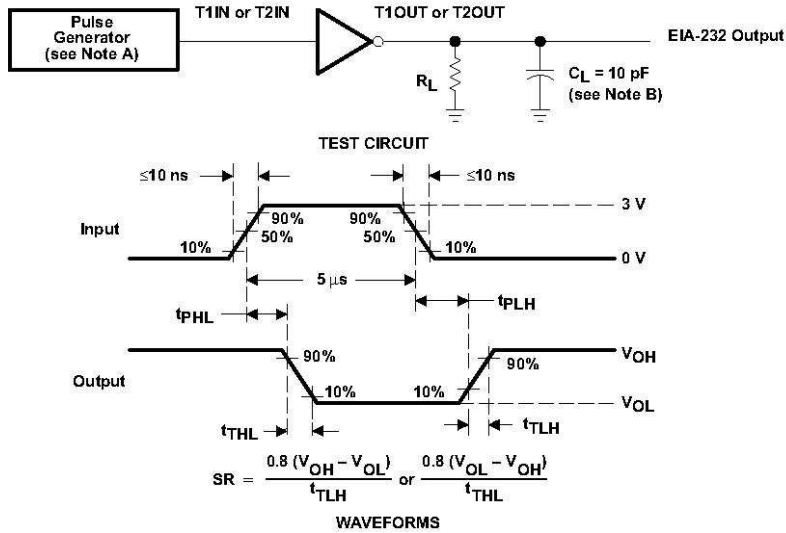 Pulse
Generator
(see Note A)
T1IN or T2IN
T1OUT or T2OUT
EIA-232 Output
RL
CL = 10 pF
(see Note B)
TEST CIRCUIT
≤10 ns
≤10 ns
Input
10%
90%
50%
90%
50%
10%
3 V
0 V
5 µs
tPHL
tPLH
Output
90%
10%
10%
90%
VOH
VOL
tTHL
tTLH
SR = 0.8 (VOH – VOL) / tTLH or 0.8 (VOL – VOH) / tTHL
WAVEFORMS